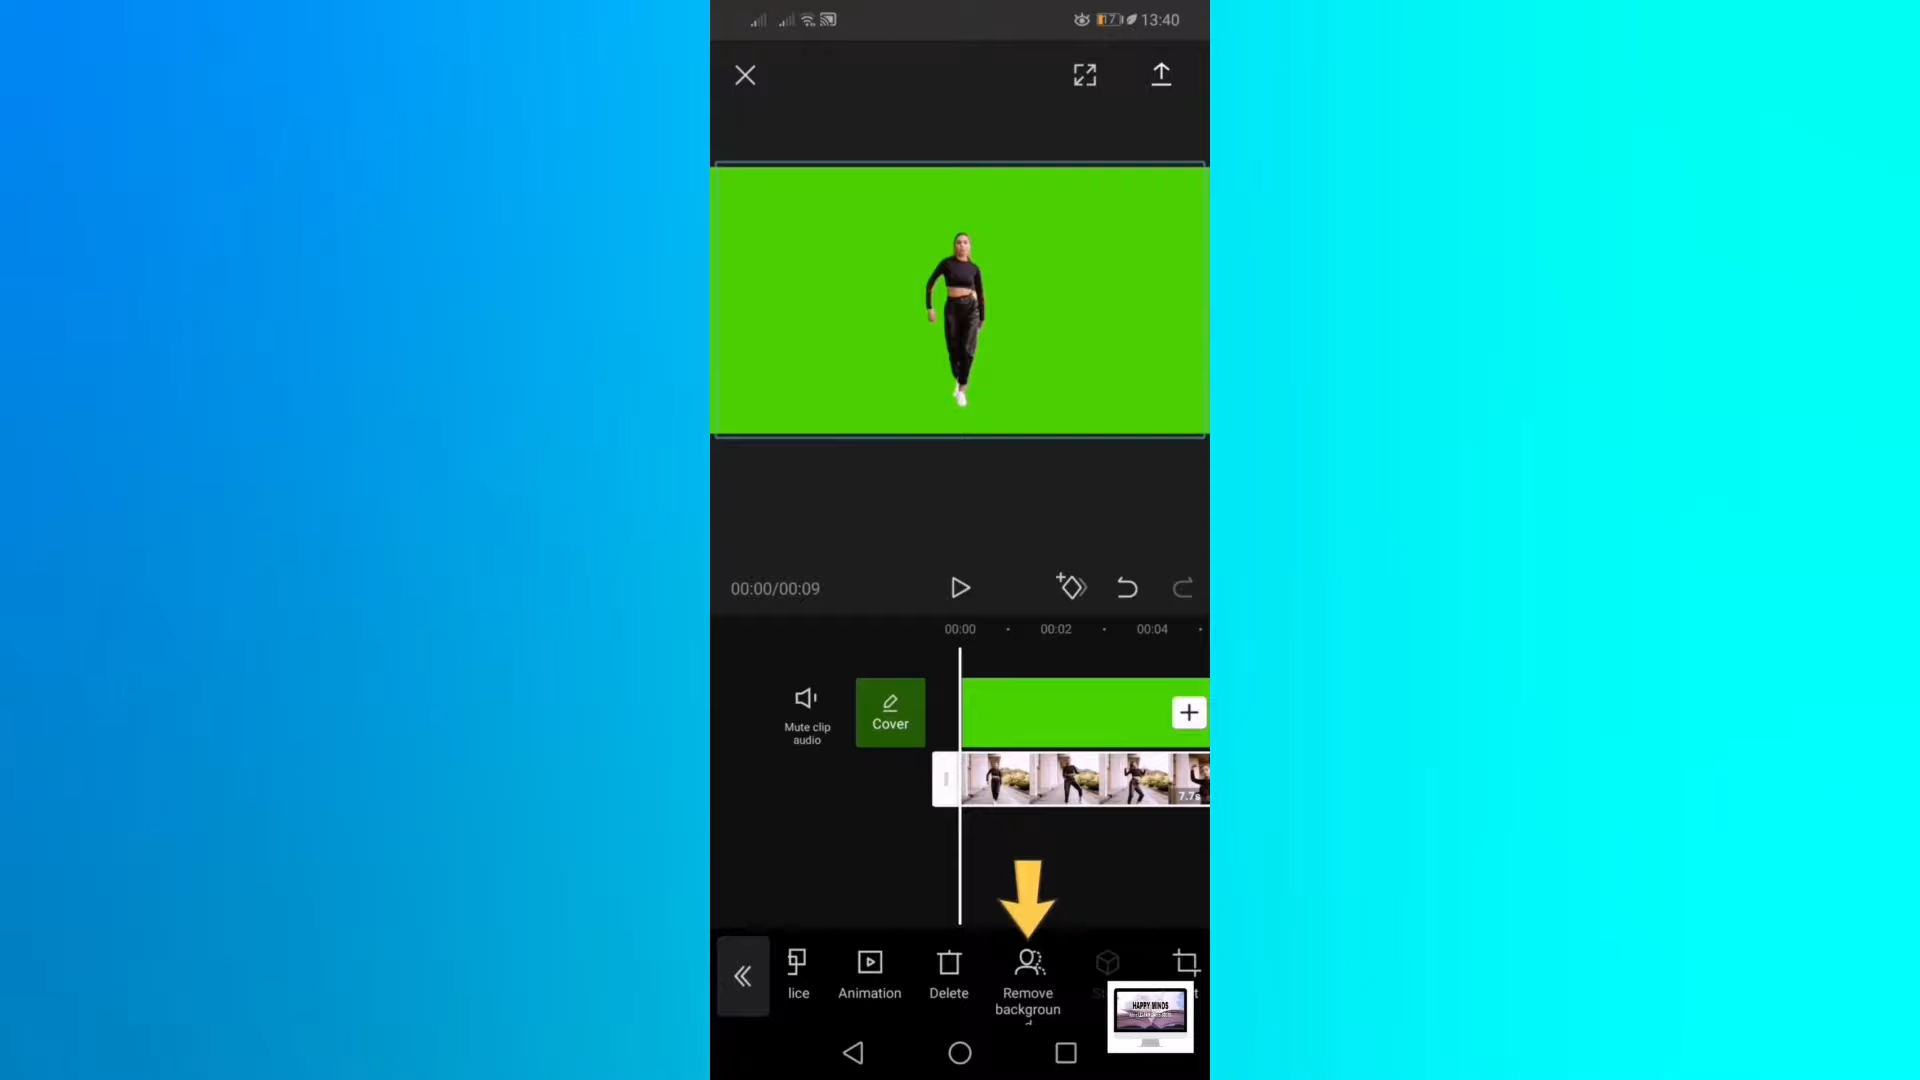 17 13:40
00:00/00:09
00:00 00:02 00:04
Mute clip
audio
Cover
7.7s
lice Animation Delete Remove
backgroun
d
HAPPY MINDS